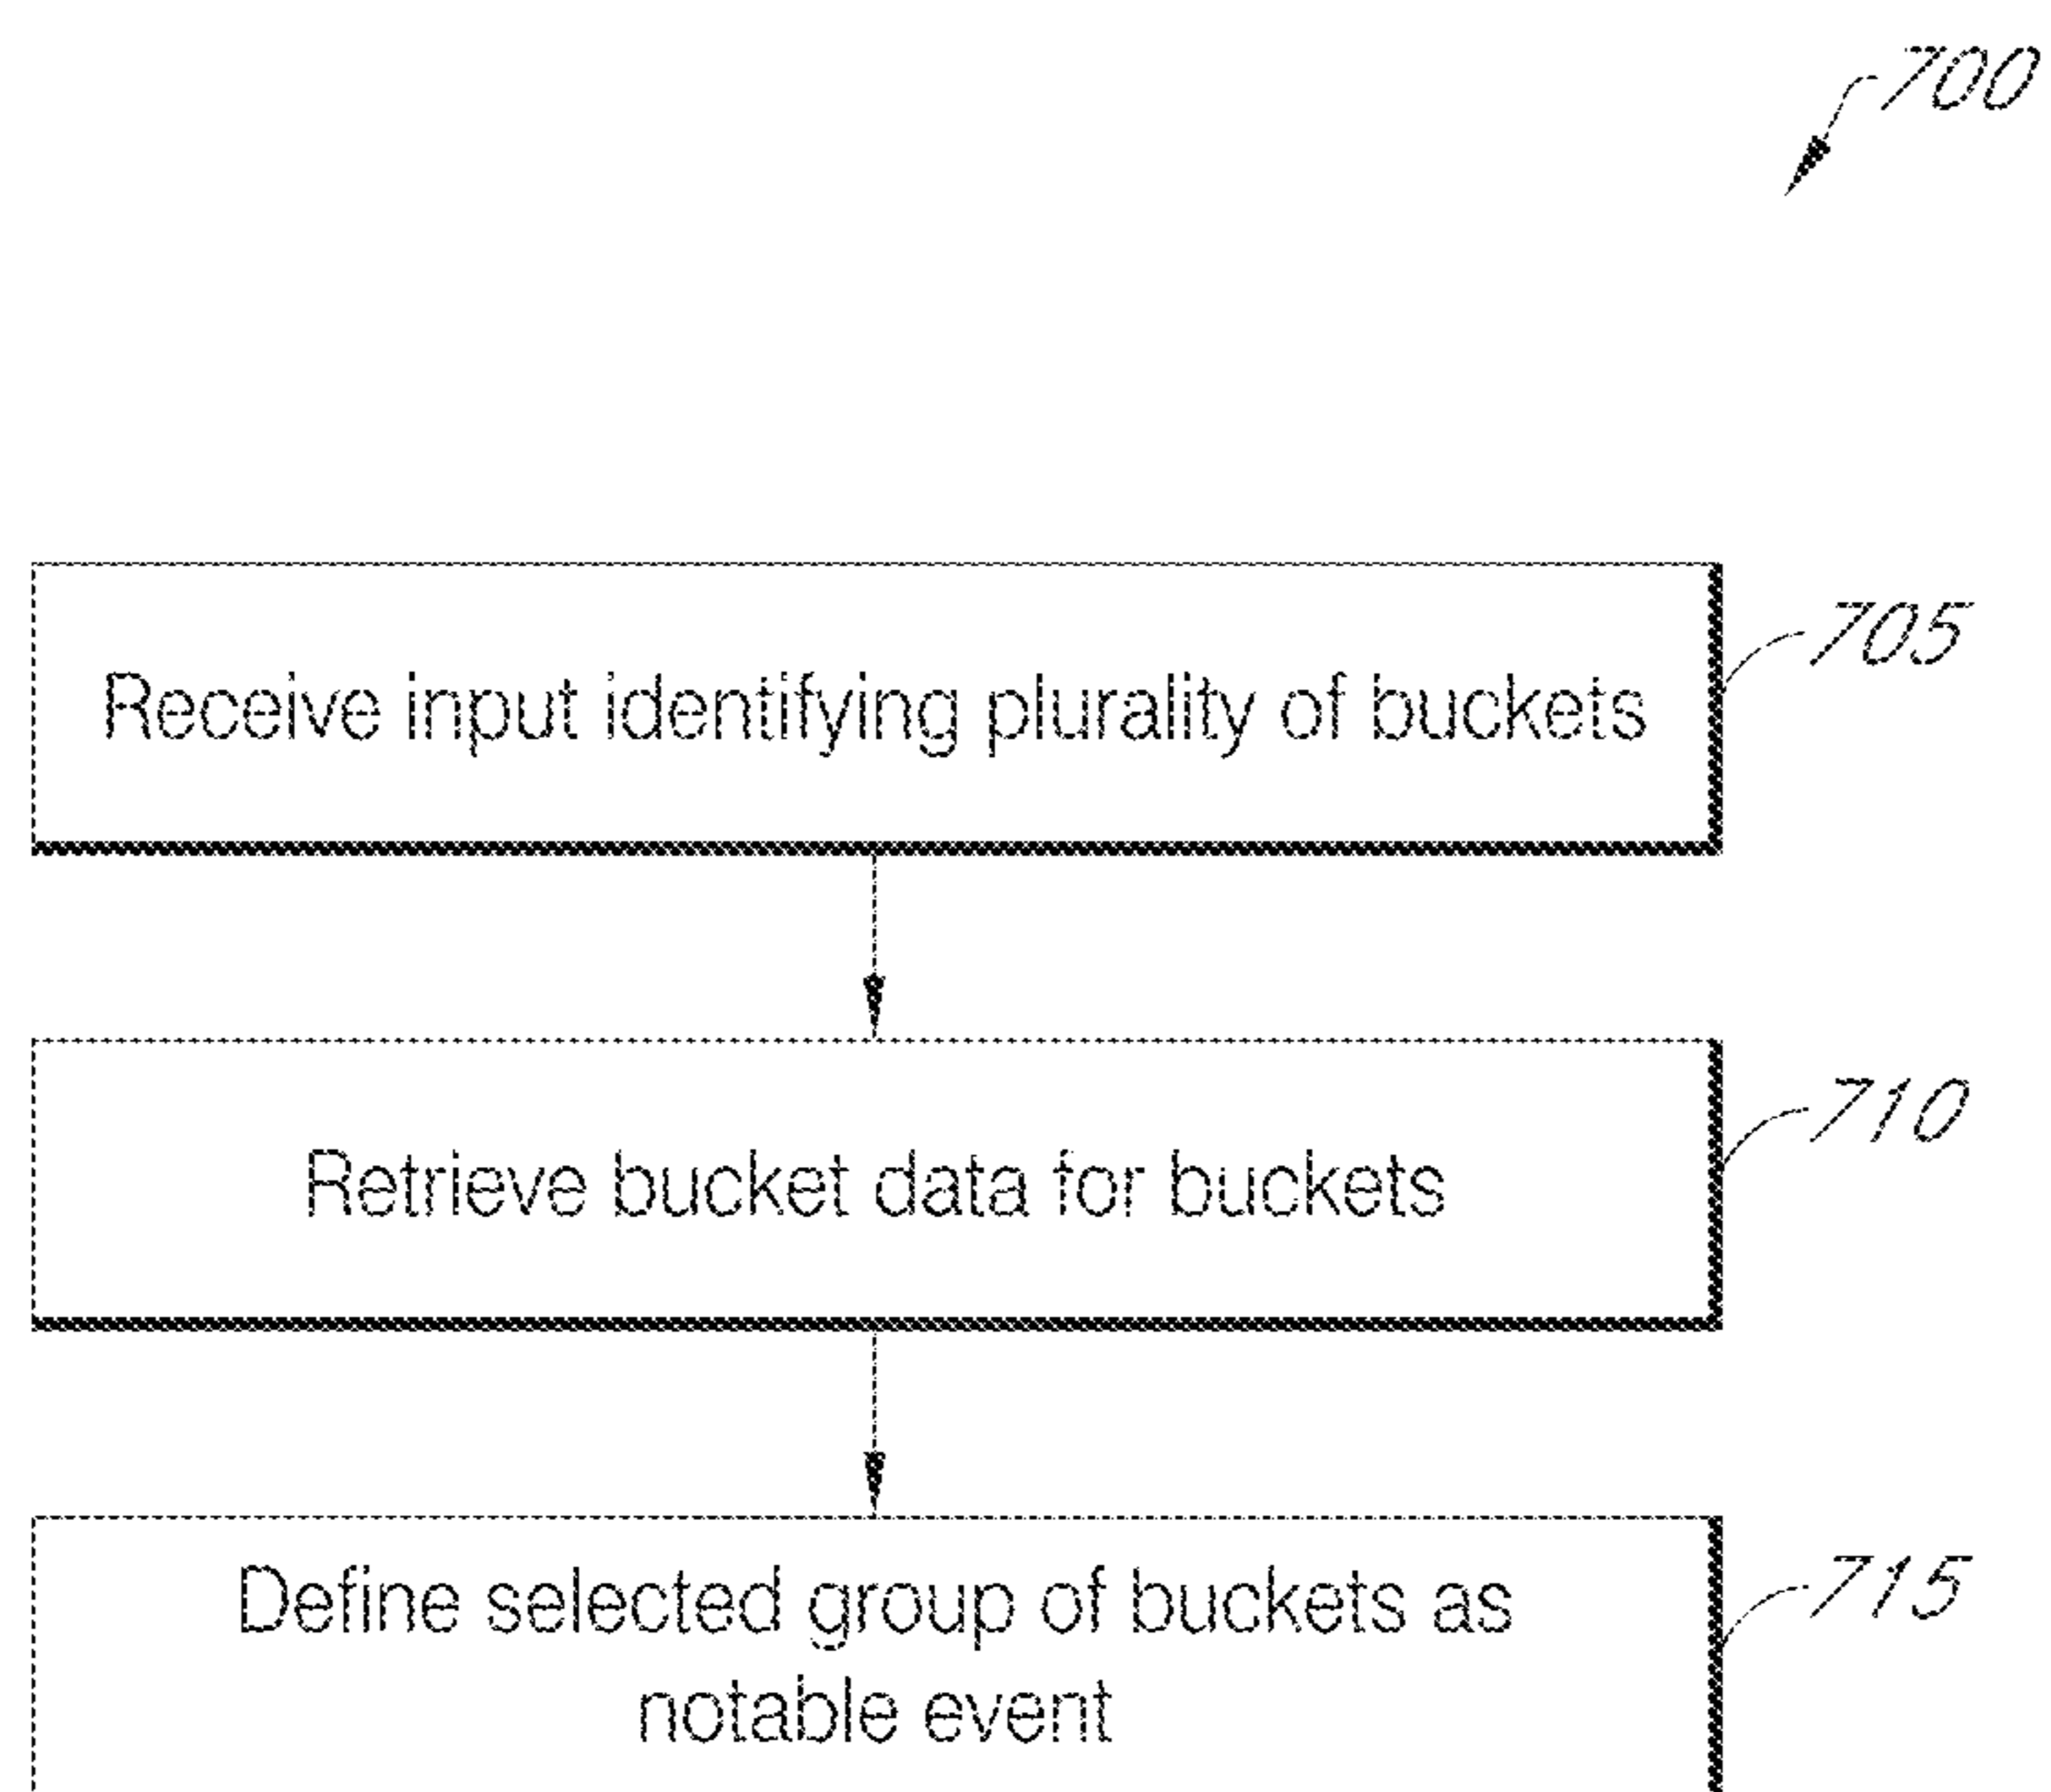 700
Receive input identifying plurality of buckets
705
Retrieve bucket data for buckets
710
Define selected group of buckets as
notable event
715